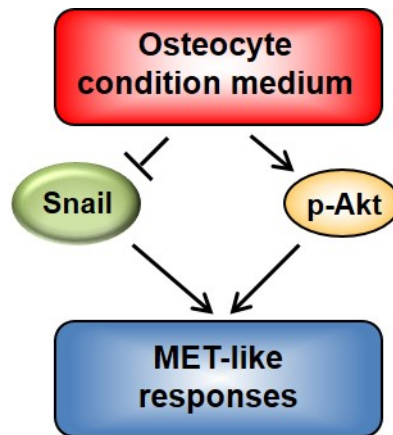 Osteocyte
condition medium
Snail
p-Akt
MET-like
responses